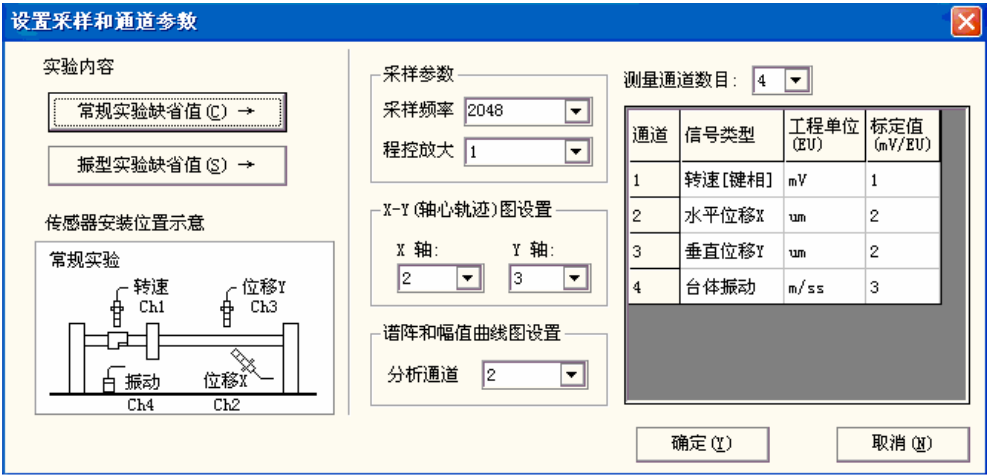 设置采样和通道参数
实验内容
常规实验缺省值(C) →
振型实验缺省值(S) →
传感器安装位置示意
常规实验
转速
Ch1
位移Y
Ch3
振动
Ch4
位移X
Ch2
采样参数
采样频率 2048
程控放大 1
X-Y(轴心轨迹)图设置
X 轴: Y 轴:
2 3
谱阵和幅值曲线图设置
分析通道 2
测量通道数目: 4
通道 信号类型 工程单位(EU) 标定值(mV/EU)
1 转速[键相] mV 1
2 水平位移X um 2
3 垂直位移Y um 2
4 台体振动 m/ss 3
确定(Y) 取消(N)